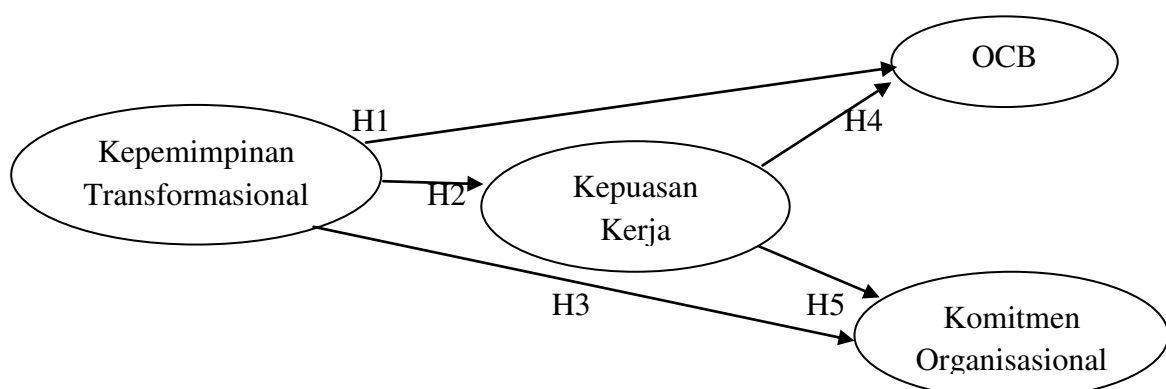 OCB
H1
H4
Kepemimpinan
Transformasional
H2
Kepuasan
Kerja
H3
H5
Komitmen
Organisasional